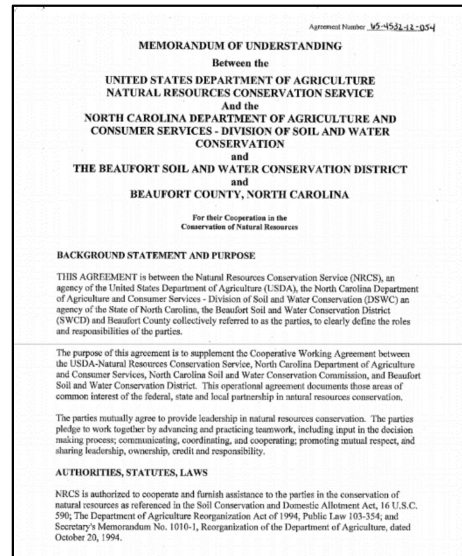 Agreement Number 65-4532-12-054
MEMORANDUM OF UNDERSTANDING
Between the
UNITED STATES DEPARTMENT OF AGRICULTURE
NATURAL RESOURCES CONSERVATION SERVICE
And the
NORTH CAROLINA DEPARTMENT OF AGRICULTURE AND
CONSUMER SERVICES - DIVISION OF SOIL AND WATER
CONSERVATION
and
THE BEAUFORT SOIL AND WATER CONSERVATION DISTRICT
and
BEAUFORT COUNTY, NORTH CAROLINA
For their Cooperation in the
Conservation of Natural Resources
BACKGROUND STATEMENT AND PURPOSE
THIS AGREEMENT is between the Natural Resources Conservation Service (NRCS), an
agency of the United States Department of Agriculture (USDA), the North Carolina Department
of Agriculture and Consumer Services - Division of Soil and Water Conservation (DSWC) an
agency of the State of North Carolina, the Beaufort Soil and Water Conservation District
(SWCD) and Beaufort County collectively referred to as the parties, to clearly define the roles
and responsibilities of the parties.
The purpose of this agreement is to supplement the Cooperative Working Agreement between
the USDA-Natural Resources Conservation Service, North Carolina Department of Agriculture
and Consumer Services, North Carolina Soil and Water Conservation Commission, and Beaufort
Soil and Water Conservation District. This operational agreement documents those areas of
common interest of the federal, state and local partnership in natural resources conservation.
The parties mutually agree to provide leadership in natural resources conservation. The parties
pledge to work together by advancing and practicing teamwork, including input in the decision
making process; communicating, coordinating, and cooperating; promoting mutual respect, and
sharing leadership, ownership, credit and responsibility.
AUTHORITIES, STATUTES, LAWS
NRCS is authorized to cooperate and furnish assistance to the parties in the conservation of
natural resources as referenced in the Soil Conservation and Domestic Allotment Act, 16 U.S.C.
590; The Department of Agriculture Reorganization Act of 1994, Public Law 103-354; and
Secretary's Memorandum No. 1010-1, Reorganization of the Department of Agriculture, dated
October 20, 1994.